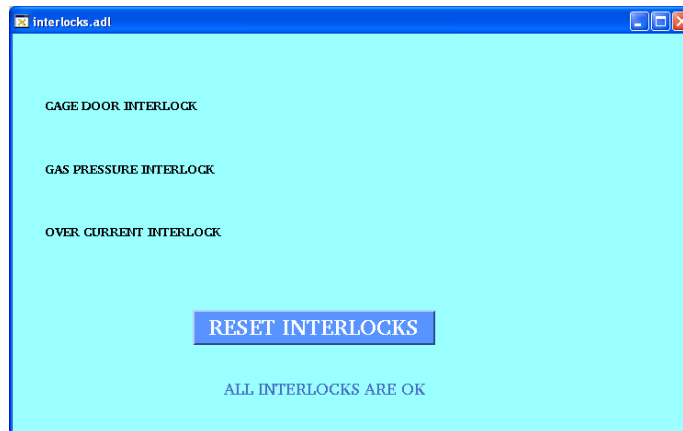 interlocks.adl
CAGE DOOR INTERLOCK
GAS PRESSURE INTERLOCK
OVER CURRENT INTERLOCK
RESET INTERLOCKS
ALL INTERLOCKS ARE OK